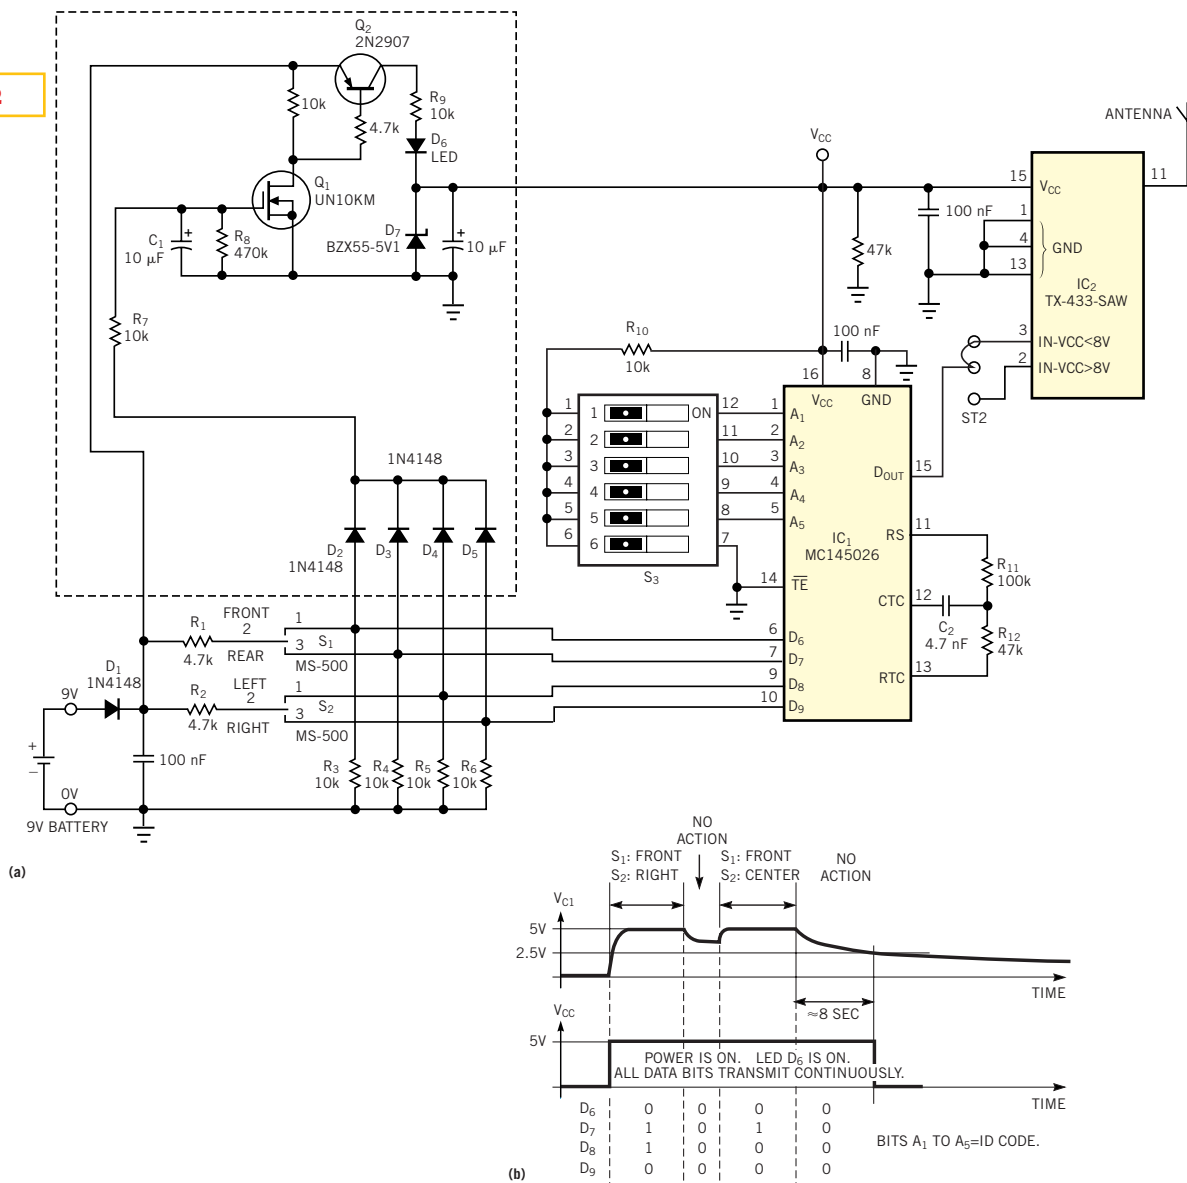 Q2
2N2907
10k
4.7k
R9
10k
D6
LED
Q1
UN10KM
C1
10 µF
+
R8
470k
D7
BZX55-5V1
+
10 µF
R7
10k
1N4148
D2
1N4148
D3
D4
D5
VCC
ANTENNA
47k
100 nF
15
VCC
11
1
4
GND
13
IC2
TX-433-SAW
3
IN-VCC<8V
2
IN-VCC>8V
ST2
R10
10k
100 nF
16
8
VCC
GND
1
1
ON
12
1
A1
2
2
11
2
A2
3
3
10
3
A3
4
4
9
4
A4
5
5
8
5
A5
6
6
7
S3
DOUT
15
IC1
MC145026
RS
11
R11
100k
14
TE
CTC
12
C2
4.7 nF
R12
47k
RTC
13
6
D6
7
D7
9
D8
10
D9
R1
4.7k
FRONT
2
REAR
1
3
S1
MS-500
D1
1N4148
9V
R2
4.7k
LEFT
2
RIGHT
1
3
S2
MS-500
+
−
100 nF
R3
10k
R4
10k
R5
10k
R6
10k
0V
9V BATTERY
(a)
NO
ACTION
S1: FRONT
S2: RIGHT
S1: FRONT
S2: CENTER
NO
ACTION
VC1
5V
2.5V
TIME
≈8 SEC
VCC
5V
POWER IS ON. LED D6 IS ON.
ALL DATA BITS TRANSMIT CONTINUOUSLY.
TIME
D6 0 0 0 0
D7 1 0 1 0
D8 1 0 0 0
D9 0 0 0 0
BITS A1 TO A5=ID CODE.
(b)